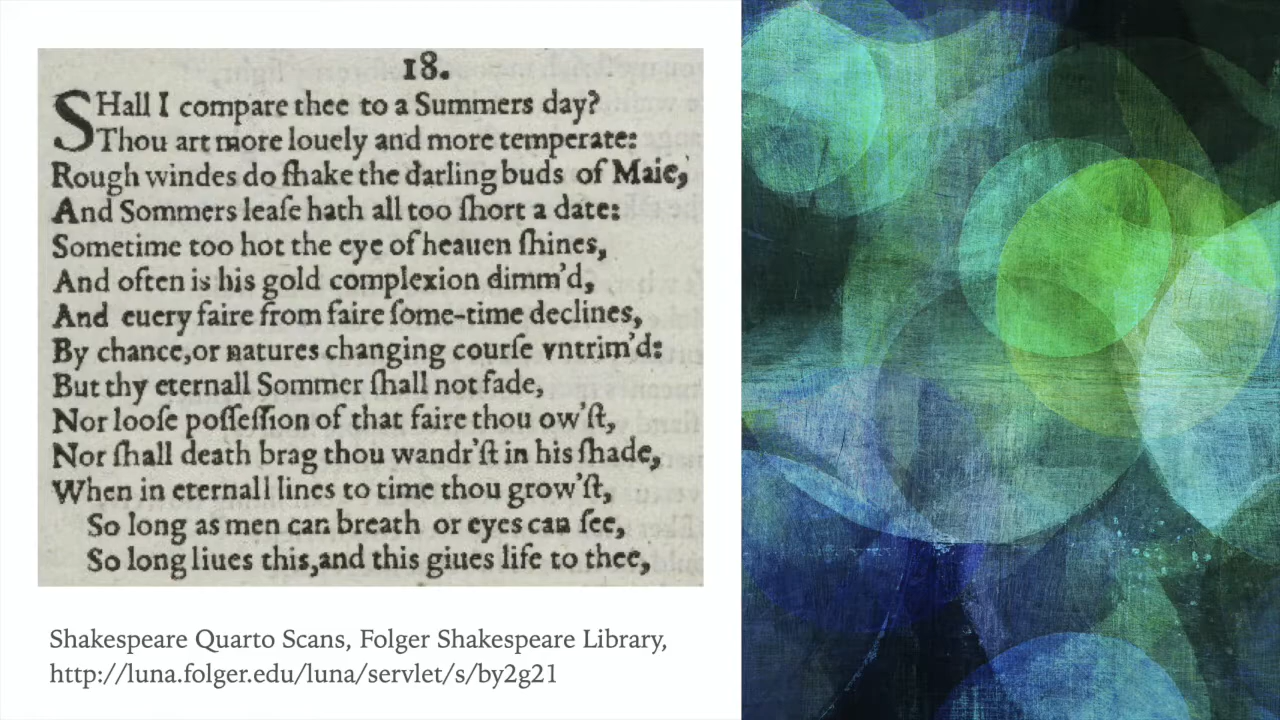 18.
SHall I compare thee to a Summers day?
Thou art more louely and more temperate:
Rough windes do ſhake the darling buds of Maie,
And Sommers leaſe hath all too ſhort a date:
Sometime too hot the eye of heauen ſhines,
And often is his gold complexion dimm'd,
And euery faire from faire ſome-time declines,
By chance,or natures changing courſe vntrim'd:
But thy eternall Sommer ſhall not fade,
Nor looſe poſſeſſion of that faire thou ow'ſt,
Nor ſhall death brag thou wandr'ſt in his ſhade,
When in eternall lines to time thou grow'ſt,
So long as men can breath or eyes can ſee,
So long liues this,and this giues life to thee,
Shakespeare Quarto Scans, Folger Shakespeare Library,
http://luna.folger.edu/luna/servlet/s/by2g21